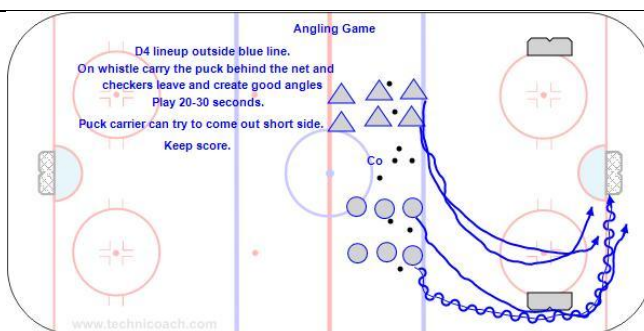 Angling Game
D4 lineup outside blue line.
On whistle carry the puck behind the net and
checkers leave and create good angles
Play 20-30 seconds.
Puck carrier can try to come out short side.
Keep score.
Co
www.technicoach.com